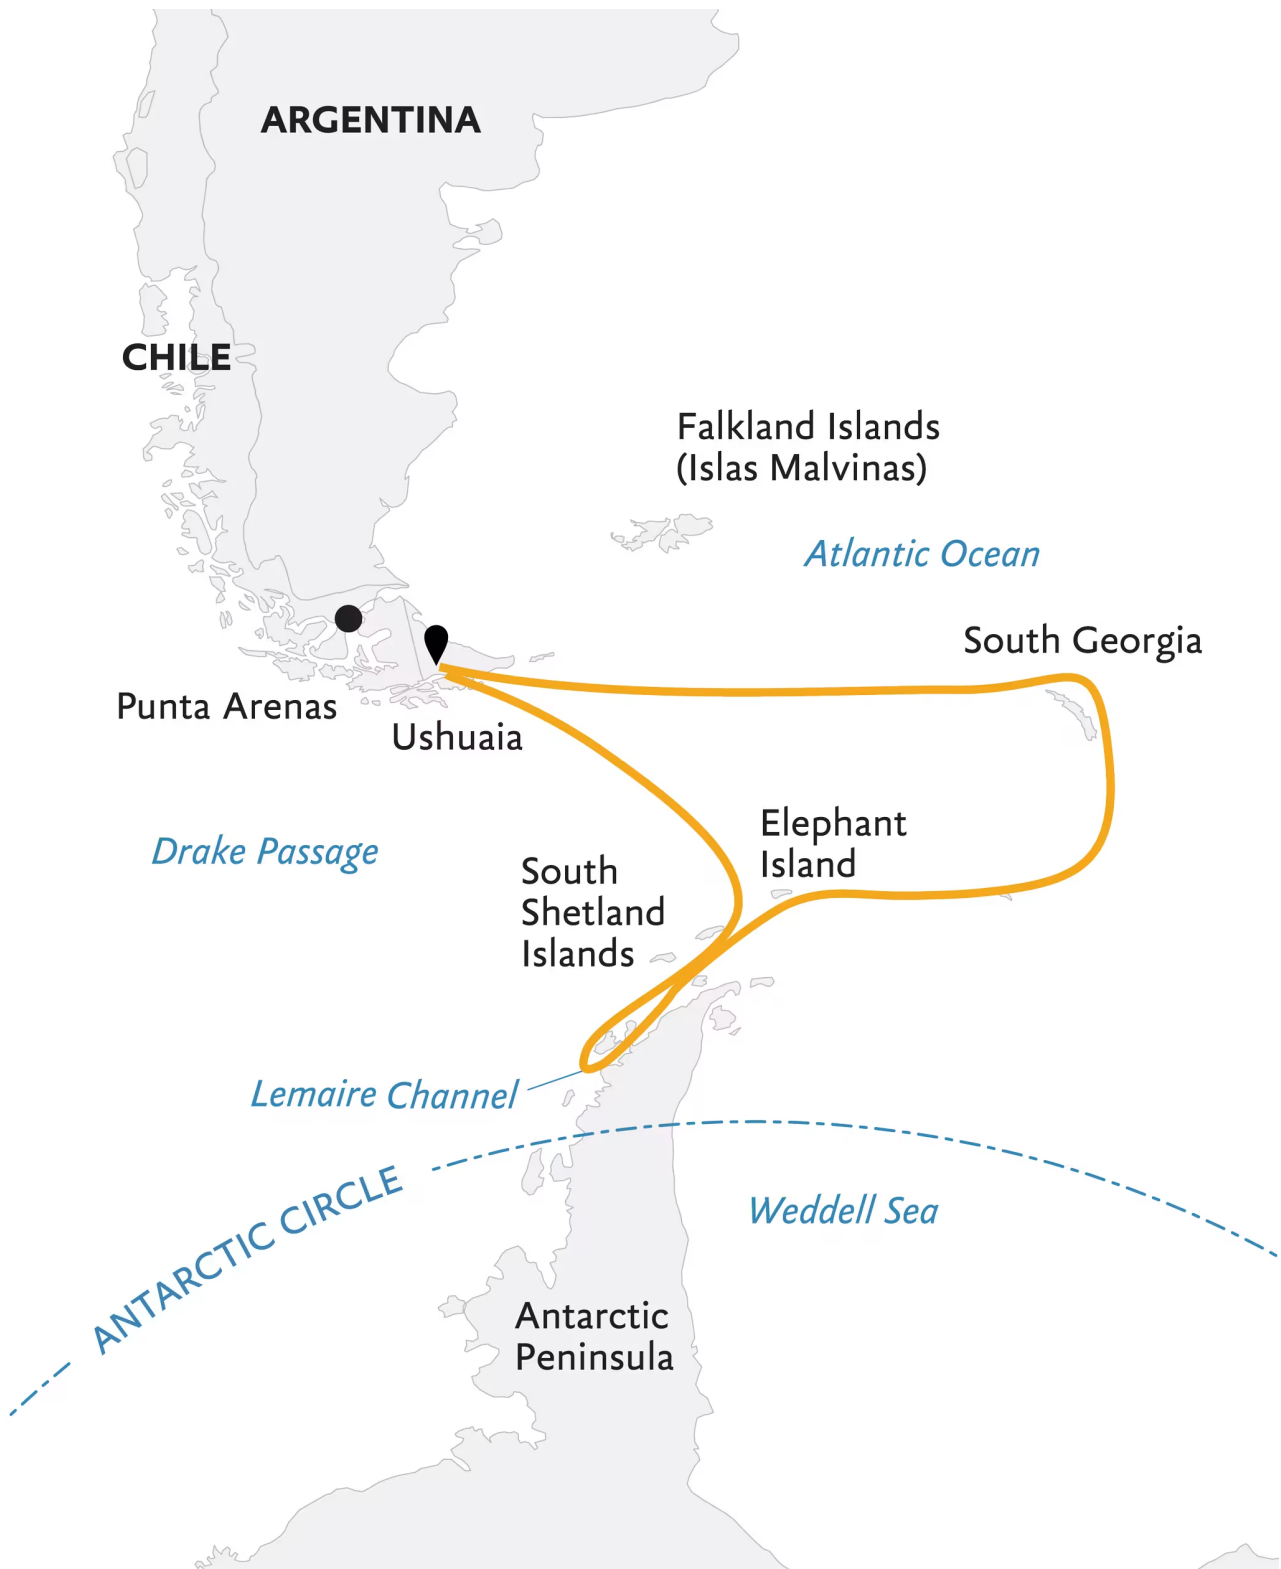 ARGENTINA
CHILE
Falkland Islands
(Islas Malvinas)
Atlantic Ocean
South Georgia
Punta Arenas
Ushuaia
Drake Passage
Elephant
Island
South
Shetland
Islands
Lemaire Channel
ANTARCTIC CIRCLE
Weddell Sea
Antarctic
Peninsula